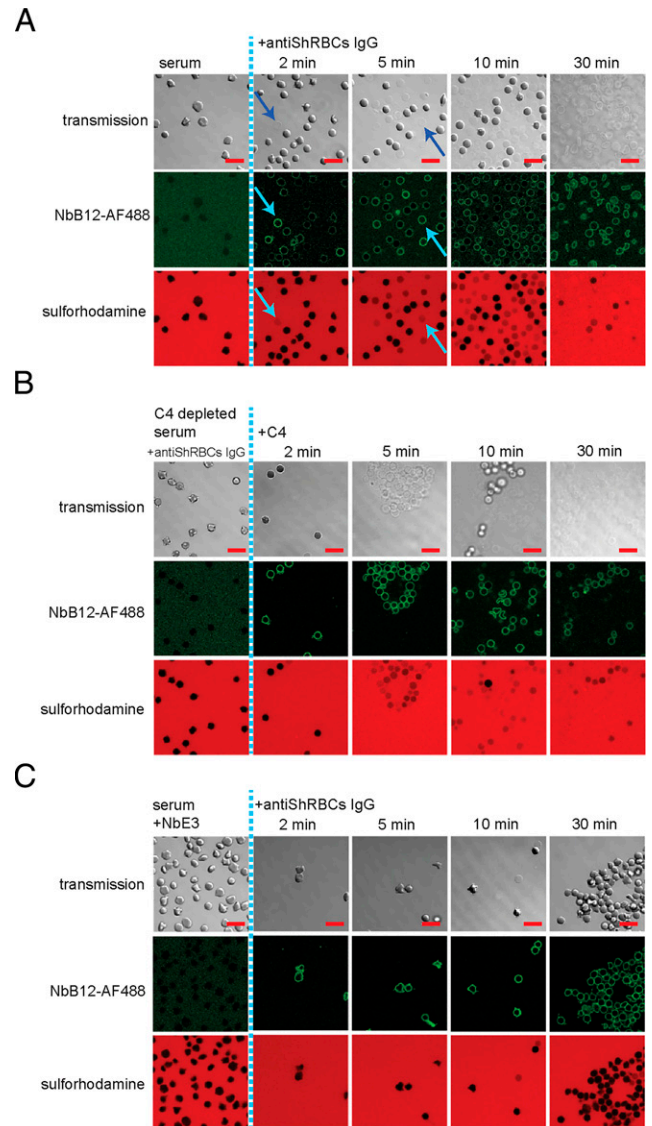 A
+antiShRBCs IgG
serum 2 min 5 min 10 min 30 min
transmission
NbB12-AF488
sulforhodamine
B
C4 depleted
serum +C4
+antiShRBCs IgG 2 min 5 min 10 min 30 min
transmission
NbB12-AF488
sulforhodamine
C
serum +antiShRBCs IgG
+NbE3 2 min 5 min 10 min 30 min
transmission
NbB12-AF488
sulforhodamine